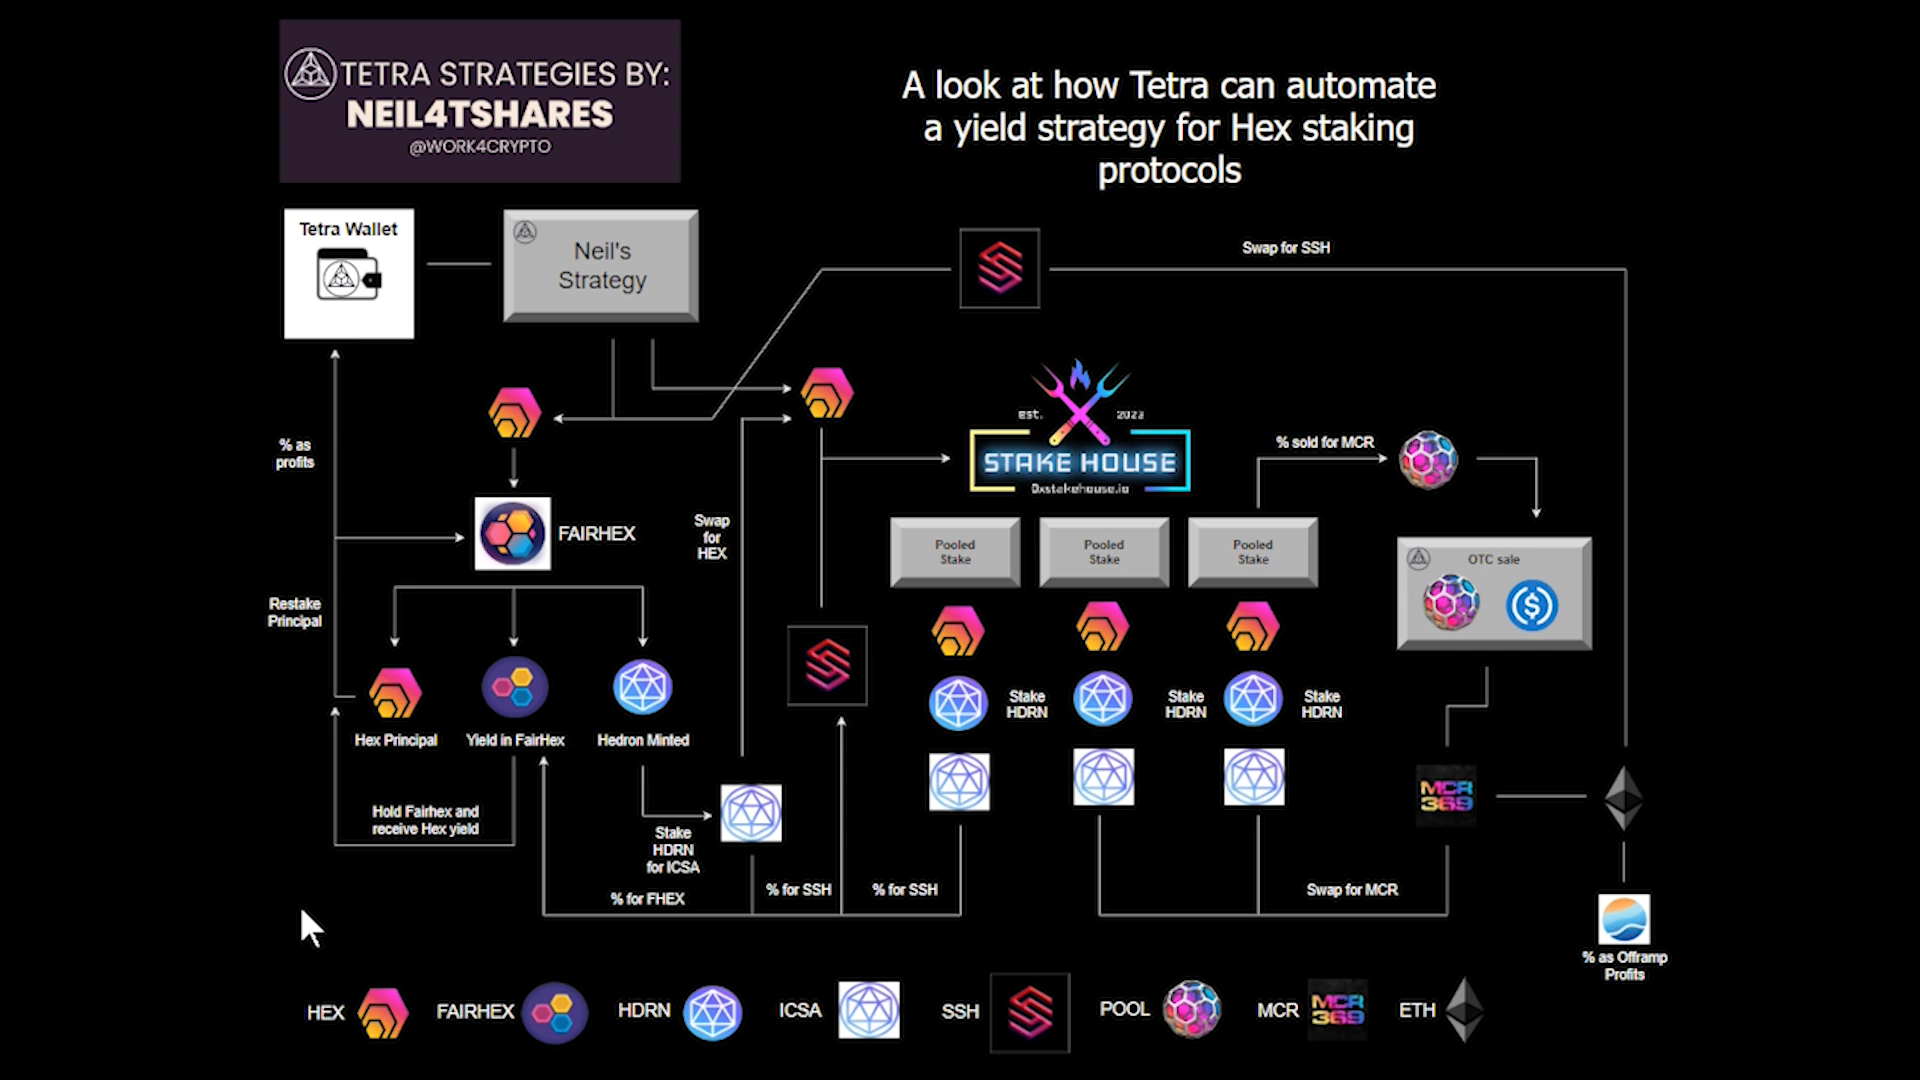 TETRA STRATEGIES BY:
NEIL4TSHARES
@WORK4CRYPTO
A look at how Tetra can automate
a yield strategy for Hex staking
protocols
Tetra Wallet
Neil's
Strategy
Swap for SSH
% as
profits
FAIRHEX
Swap
for
HEX
EST.
2022
STAKE HOUSE
0xstakehouse.io
% sold for MCR
Pooled
Stake
Pooled
Stake
Pooled
Stake
OTC sale
Restake
Principal
Stake
HDRN
Stake
HDRN
Stake
HDRN
Hex Principal
Yield in FairHex
Hedron Minted
Hold Fairhex and
receive Hex yield
Stake
HDRN
for ICSA
MCR
369
% for FHEX
% for SSH
% for SSH
Swap for MCR
% as Offramp
Profits
HEX
FAIRHEX
HDRN
ICSA
SSH
POOL
MCR
MCR
369
ETH